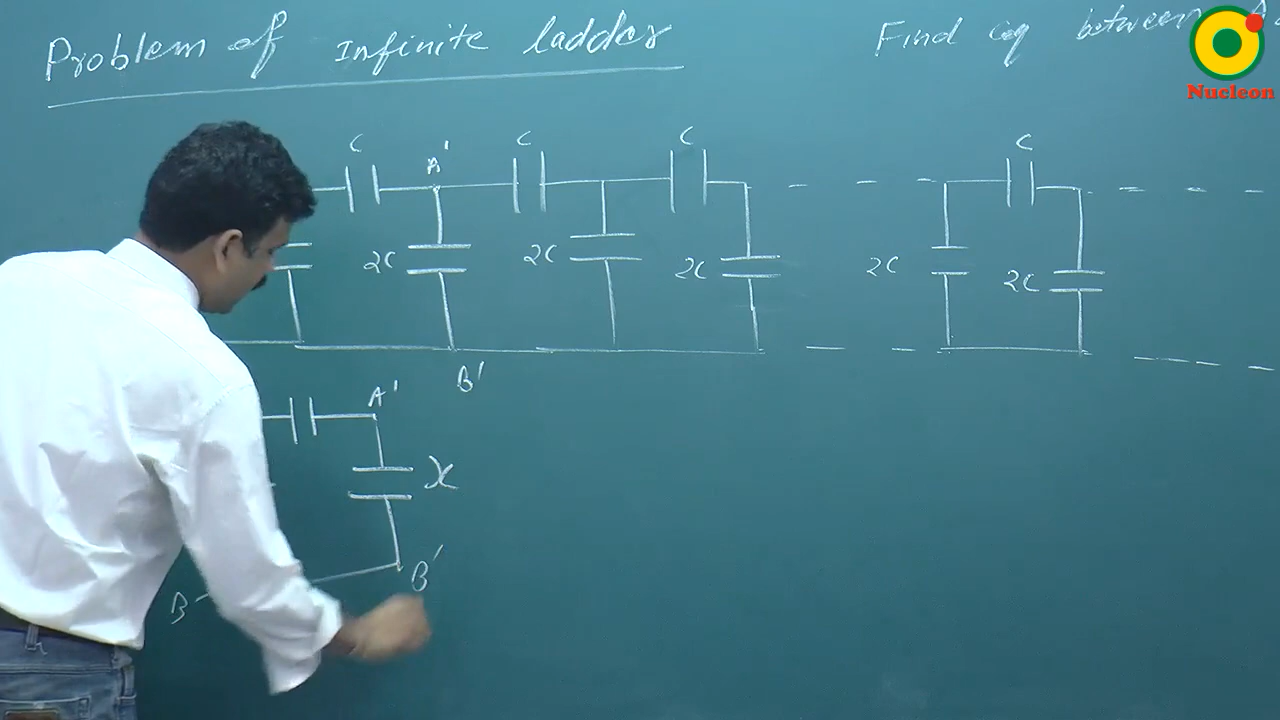 Problem of Infinite ladder
Find Ceq between A
Nucleon
C
A'
C
C
C
2C
2C
2C
2C
2C
B'
A'
X
B'
B